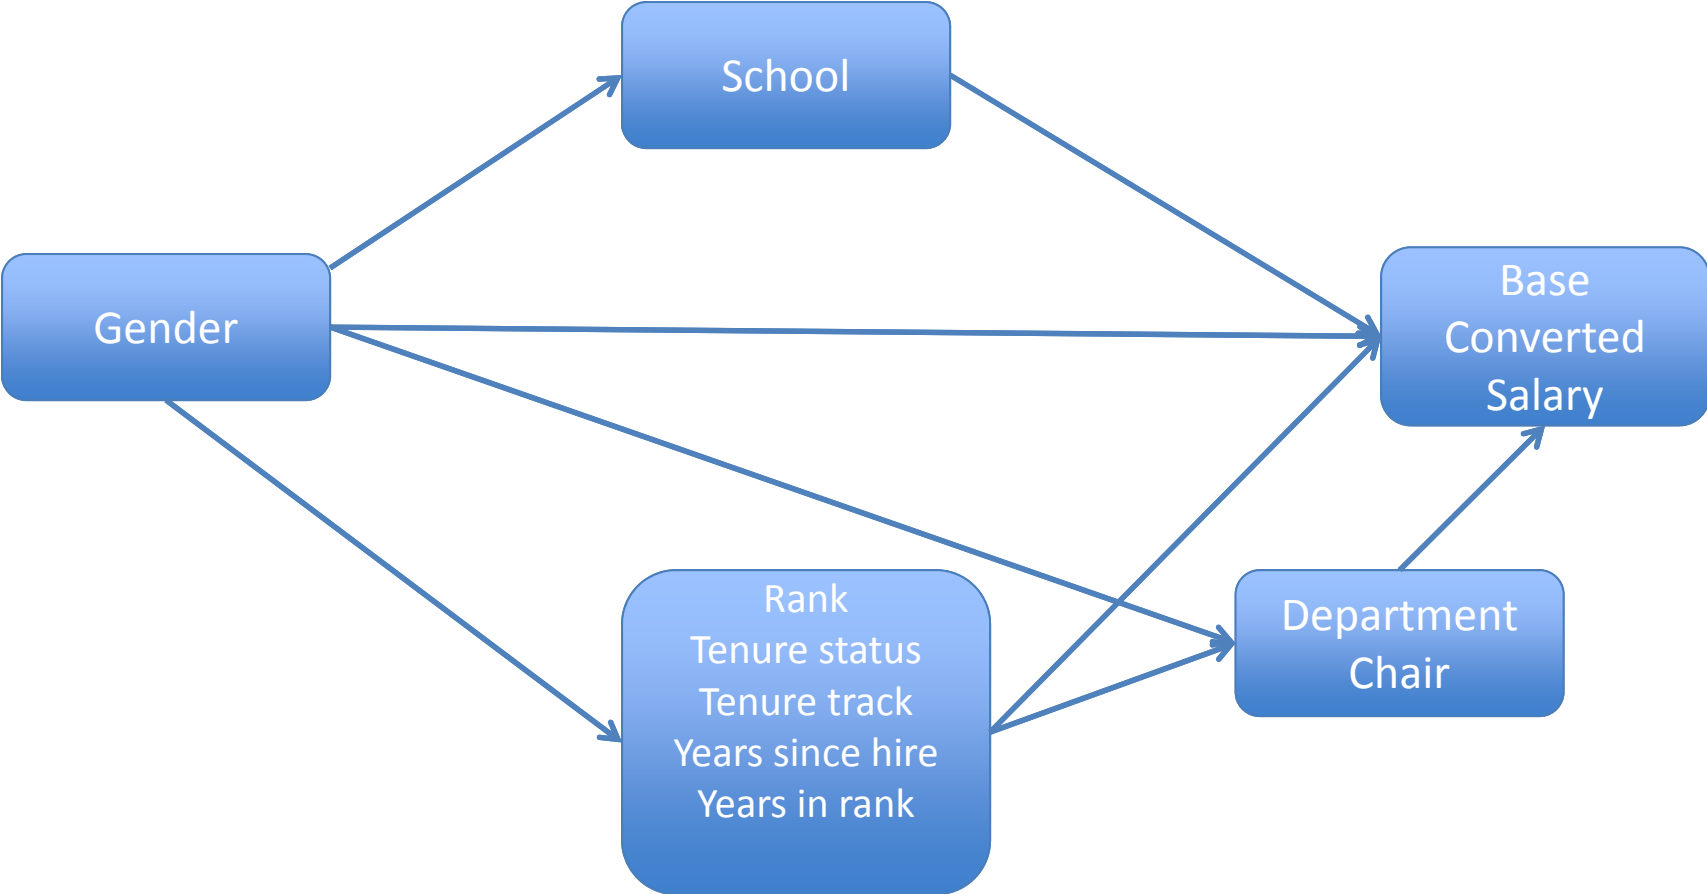 School
Gender
Base
Converted
Salary
Rank
Tenure status
Tenure track
Years since hire
Years in rank
Department
Chair